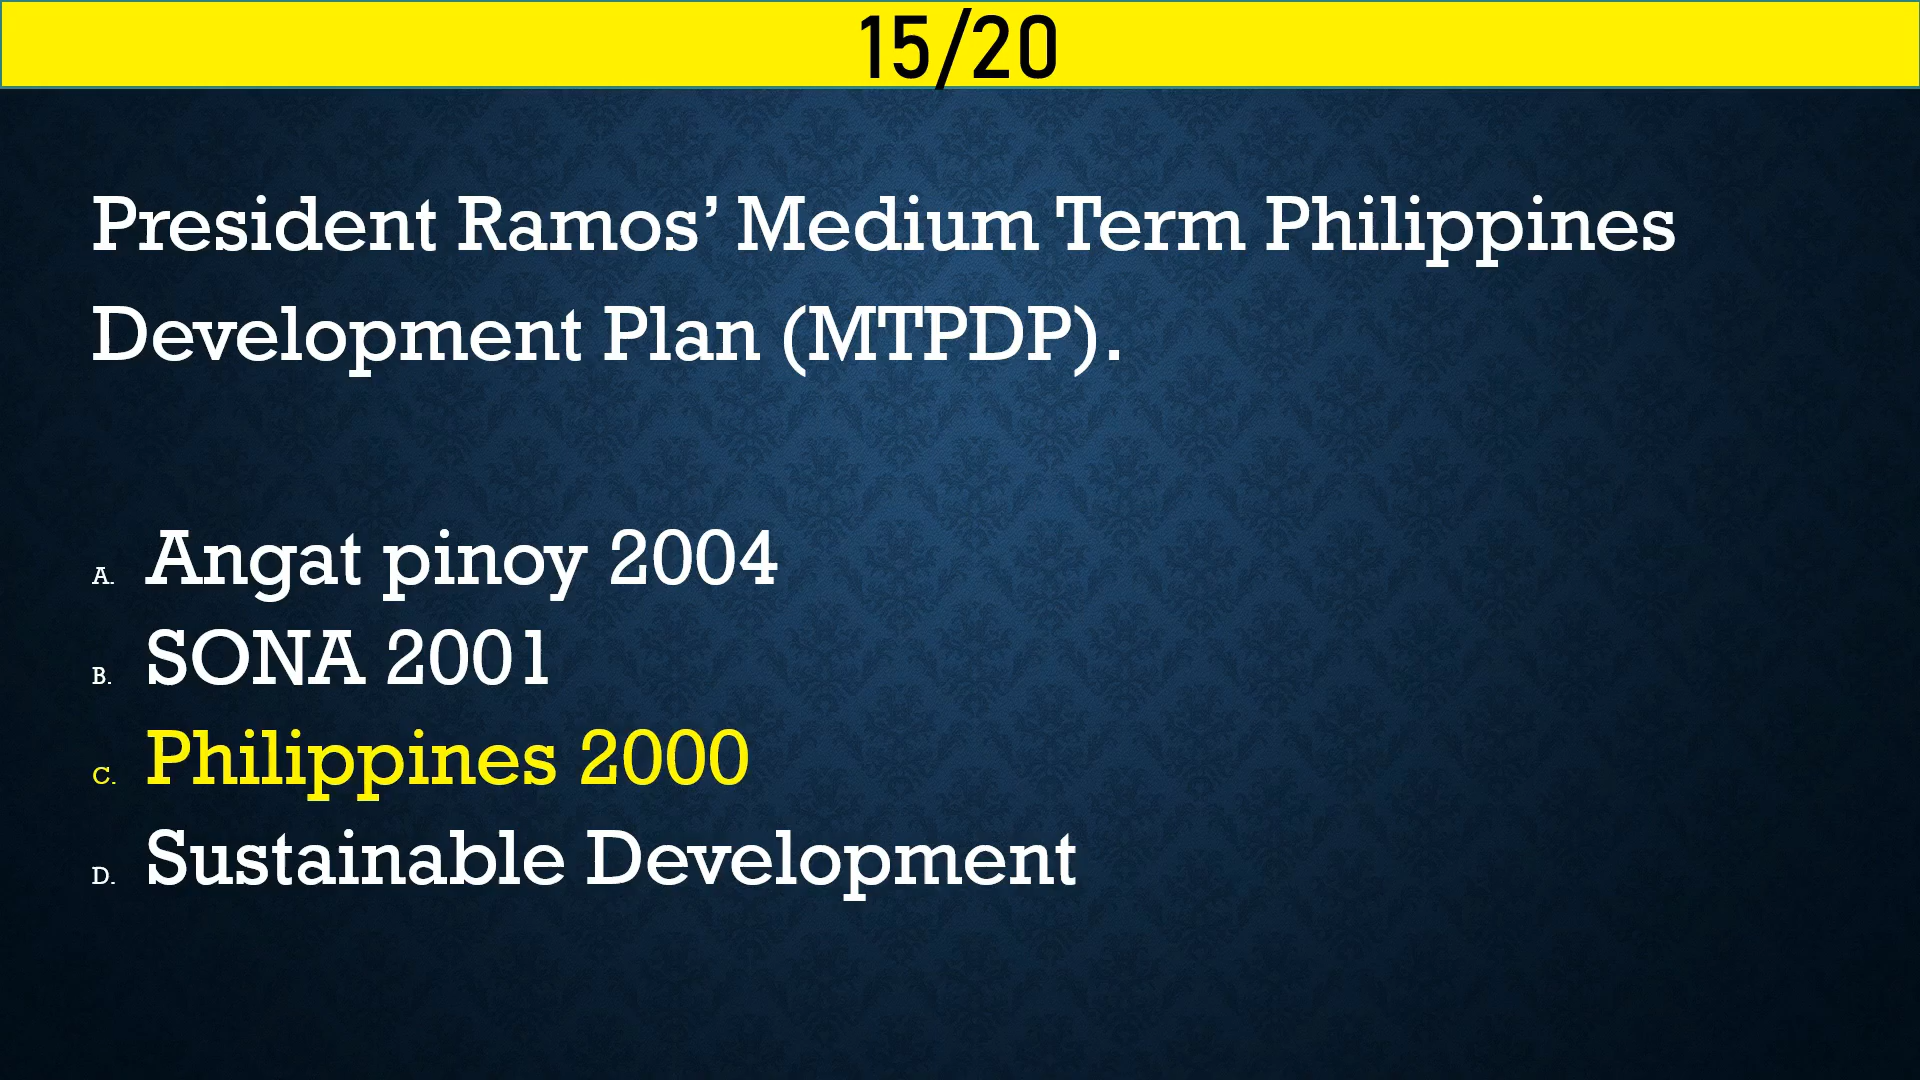 15/20
President Ramos’ Medium Term Philippines
Development Plan (MTPDP).
A. Angat pinoy 2004
B. SONA 2001
C. Philippines 2000
D. Sustainable Development